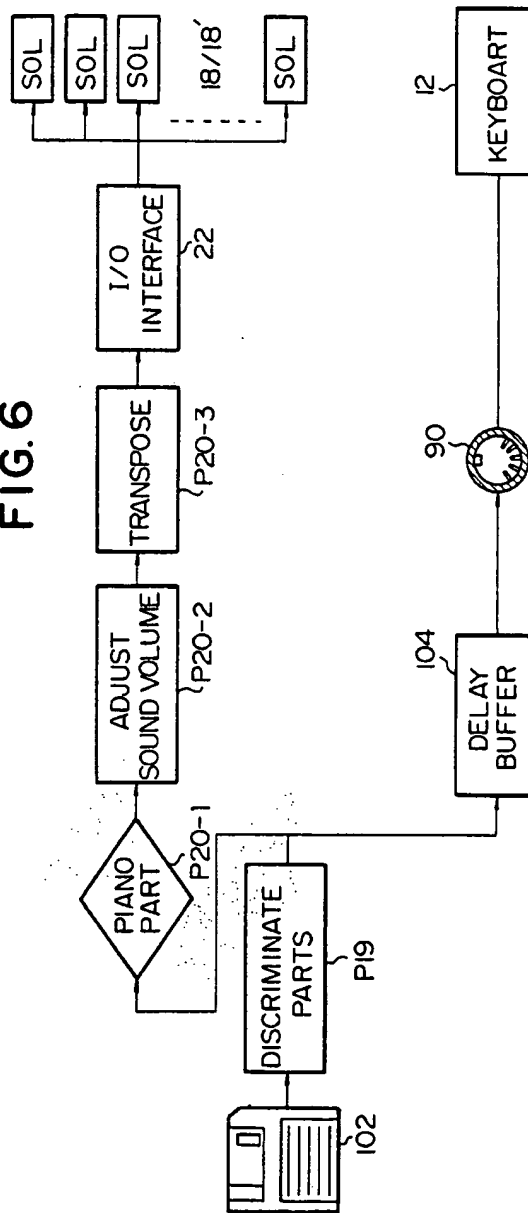 FIG. 6
SOL
SOL
SOL
18/18'
SOL
I/O
INTERFACE
22
TRANSPOSE
P20-3
ADJUST
SOUND VOLUME
P20-2
PIANO
PART
P20-1
DISCRIMINATE
PARTS
P19
102
104
DELAY
BUFFER
90
12
KEYBOART